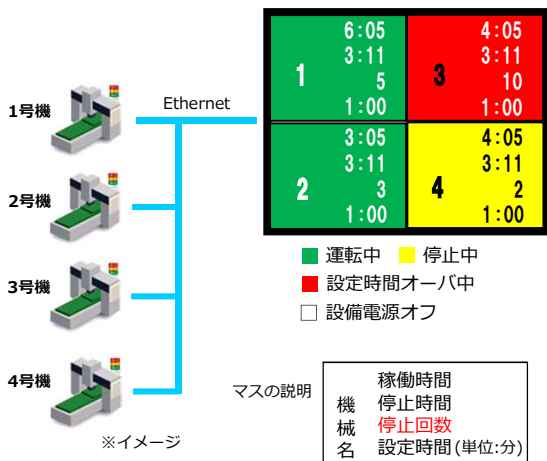 1号機
2号機
3号機
4号機
※イメージ
Ethernet
1
6:05
3:11
5
1:00
3
4:05
3:11
10
1:00
2
3:05
3:11
3
1:00
4
4:05
3:11
2
1:00
運転中 停止中
設定時間オーバ中
設備電源オフ
マスの説明
機械名
稼働時間
停止時間
停止回数
設定時間(単位:分)